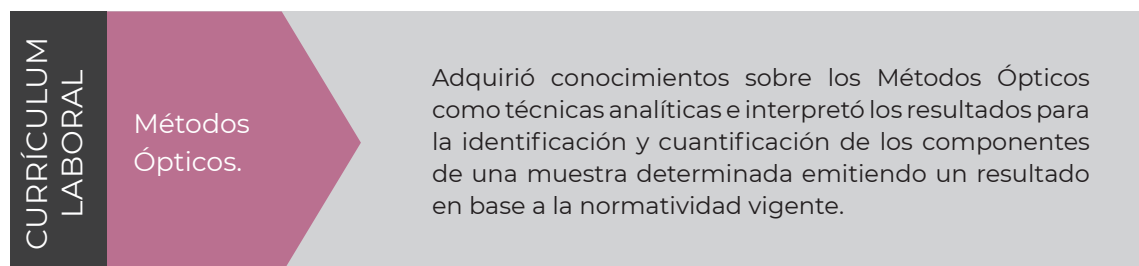 CURRÍCULUM
LABORAL
Métodos
Ópticos.
Adquirió conocimientos sobre los Métodos Ópticos
como técnicas analíticas e interpretó los resultados para
la identificación y cuantificación de los componentes
de una muestra determinada emitiendo un resultado
en base a la normatividad vigente.